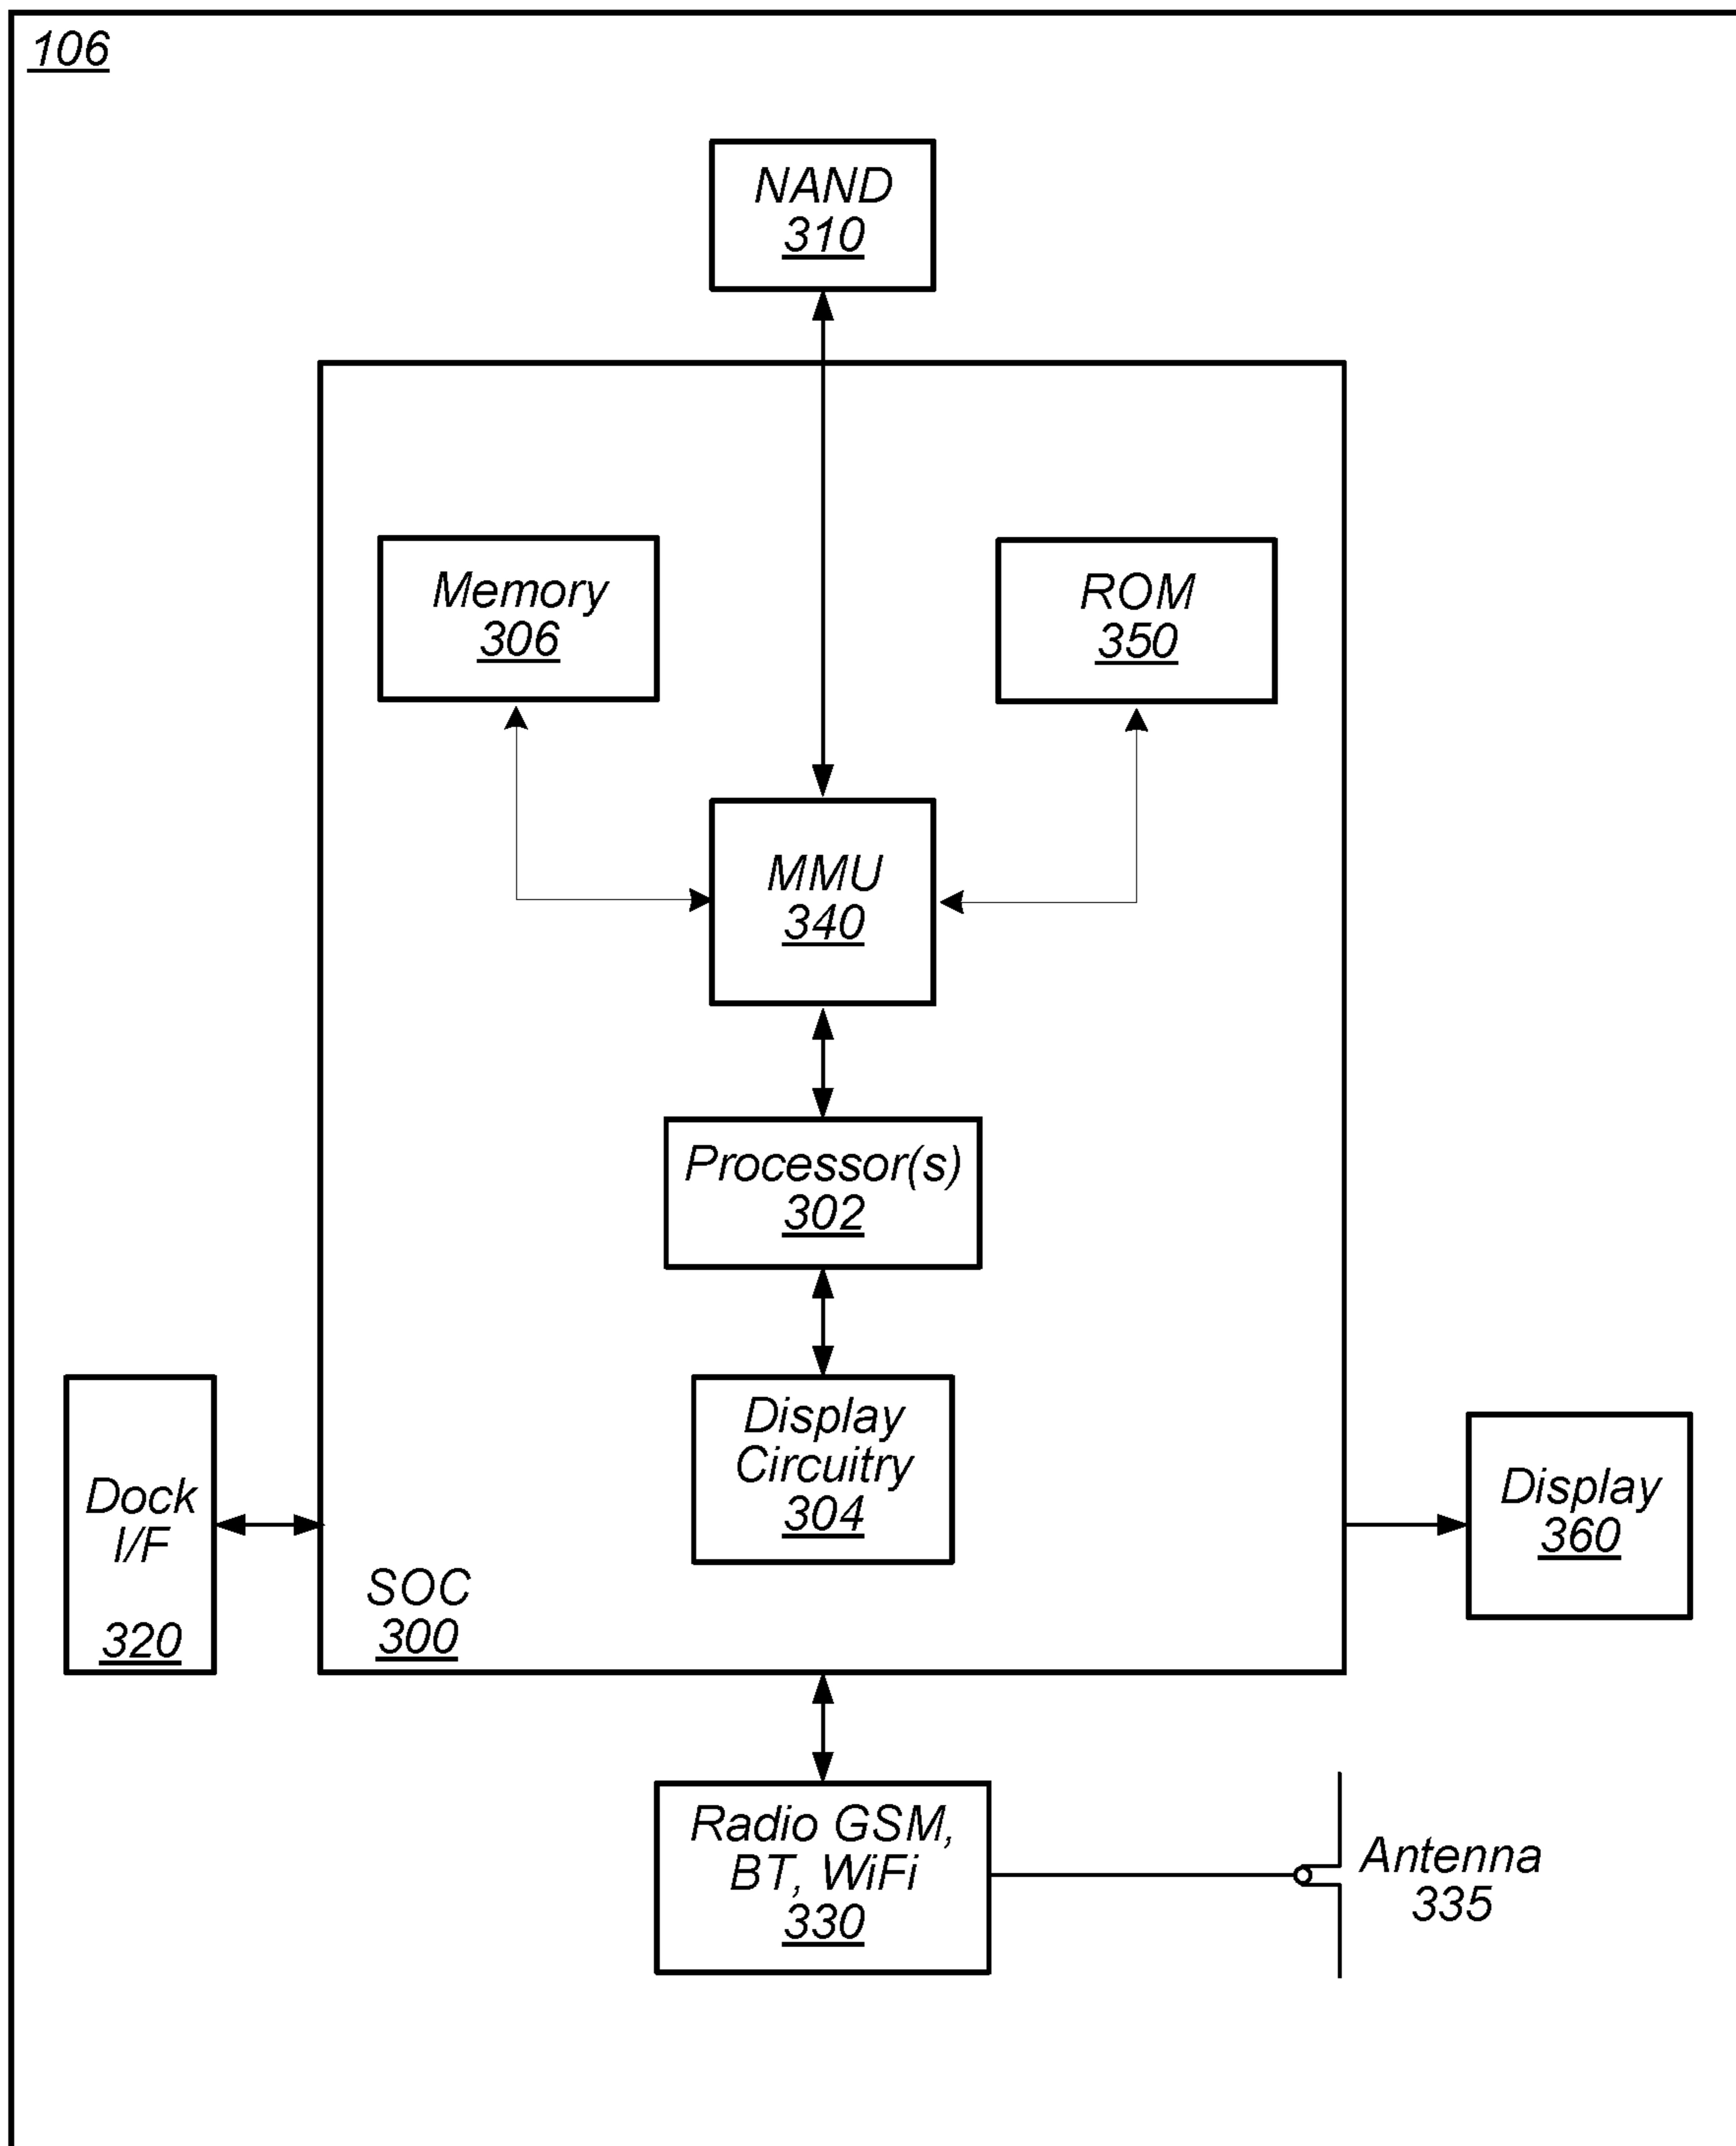 106
NAND
310
Memory
306
ROM
350
MMU
340
Processor(s)
302
Display
Circuitry
304
Dock
I/F
320
SOC
300
Display
360
Radio GSM,
BT, WiFi
330
Antenna
335